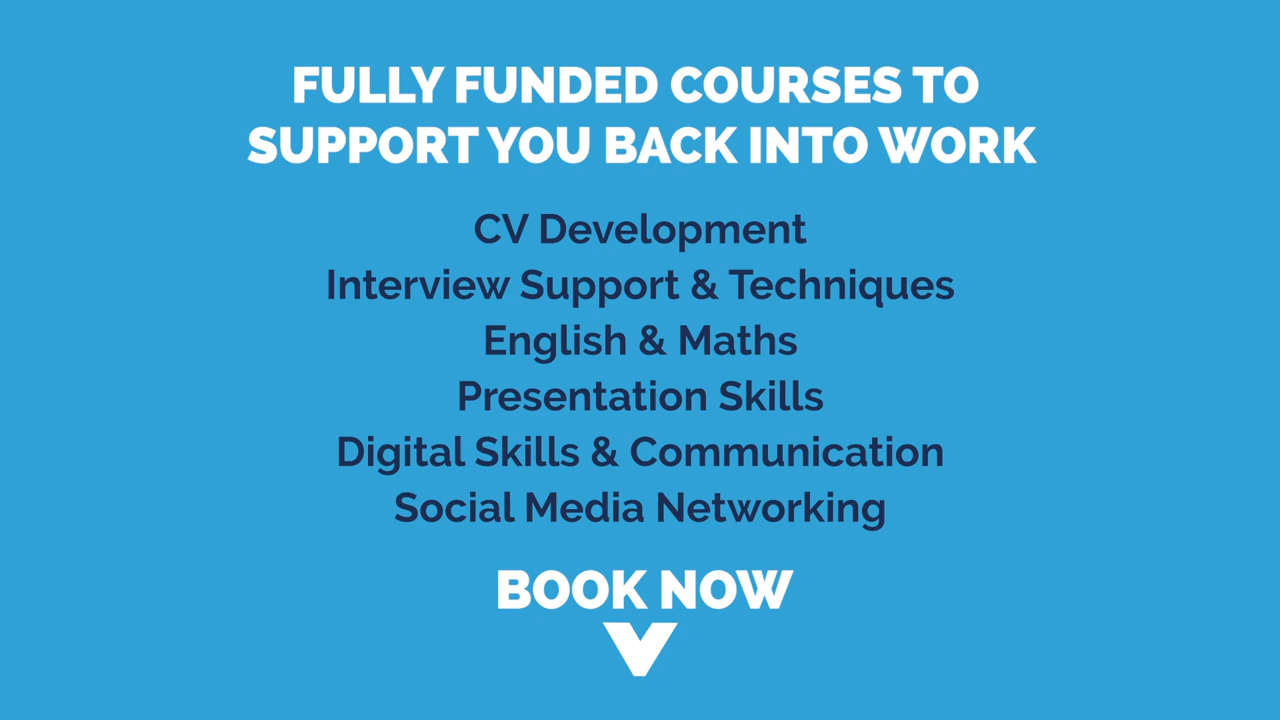 FULLY FUNDED COURSES TO
SUPPORT YOU BACK INTO WORK
CV Development
Interview Support & Techniques
English & Maths
Presentation Skills
Digital Skills & Communication
Social Media Networking
BOOK NOW